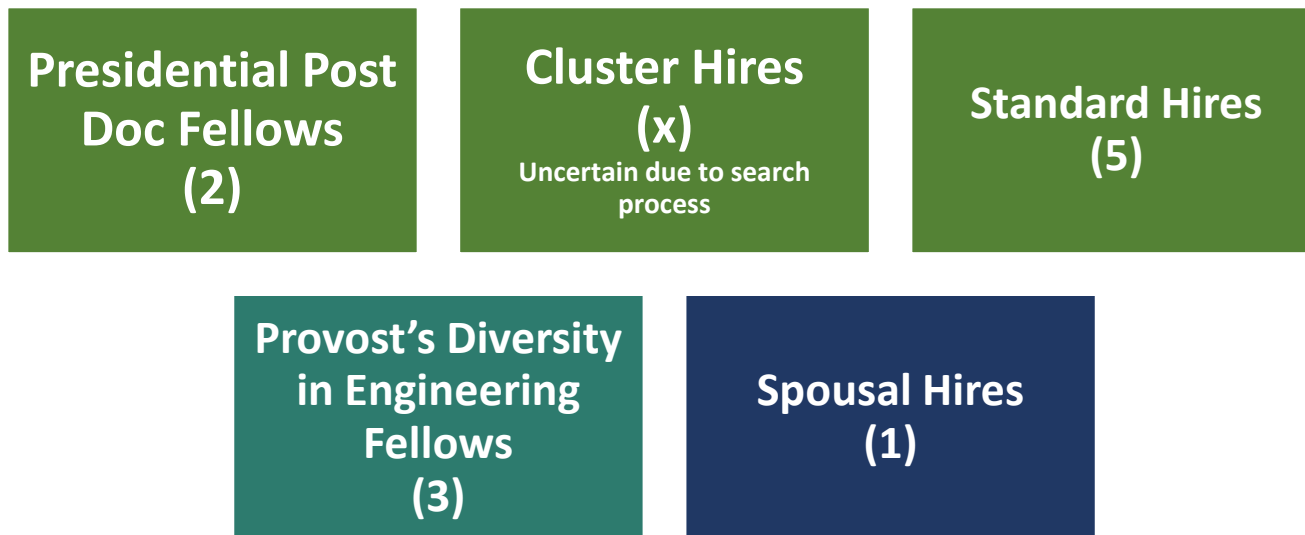 Presidential Post
Doc Fellows
(2)
Cluster Hires
(x)
Uncertain due to search
process
Standard Hires
(5)
Provost’s Diversity
in Engineering
Fellows
(3)
Spousal Hires
(1)